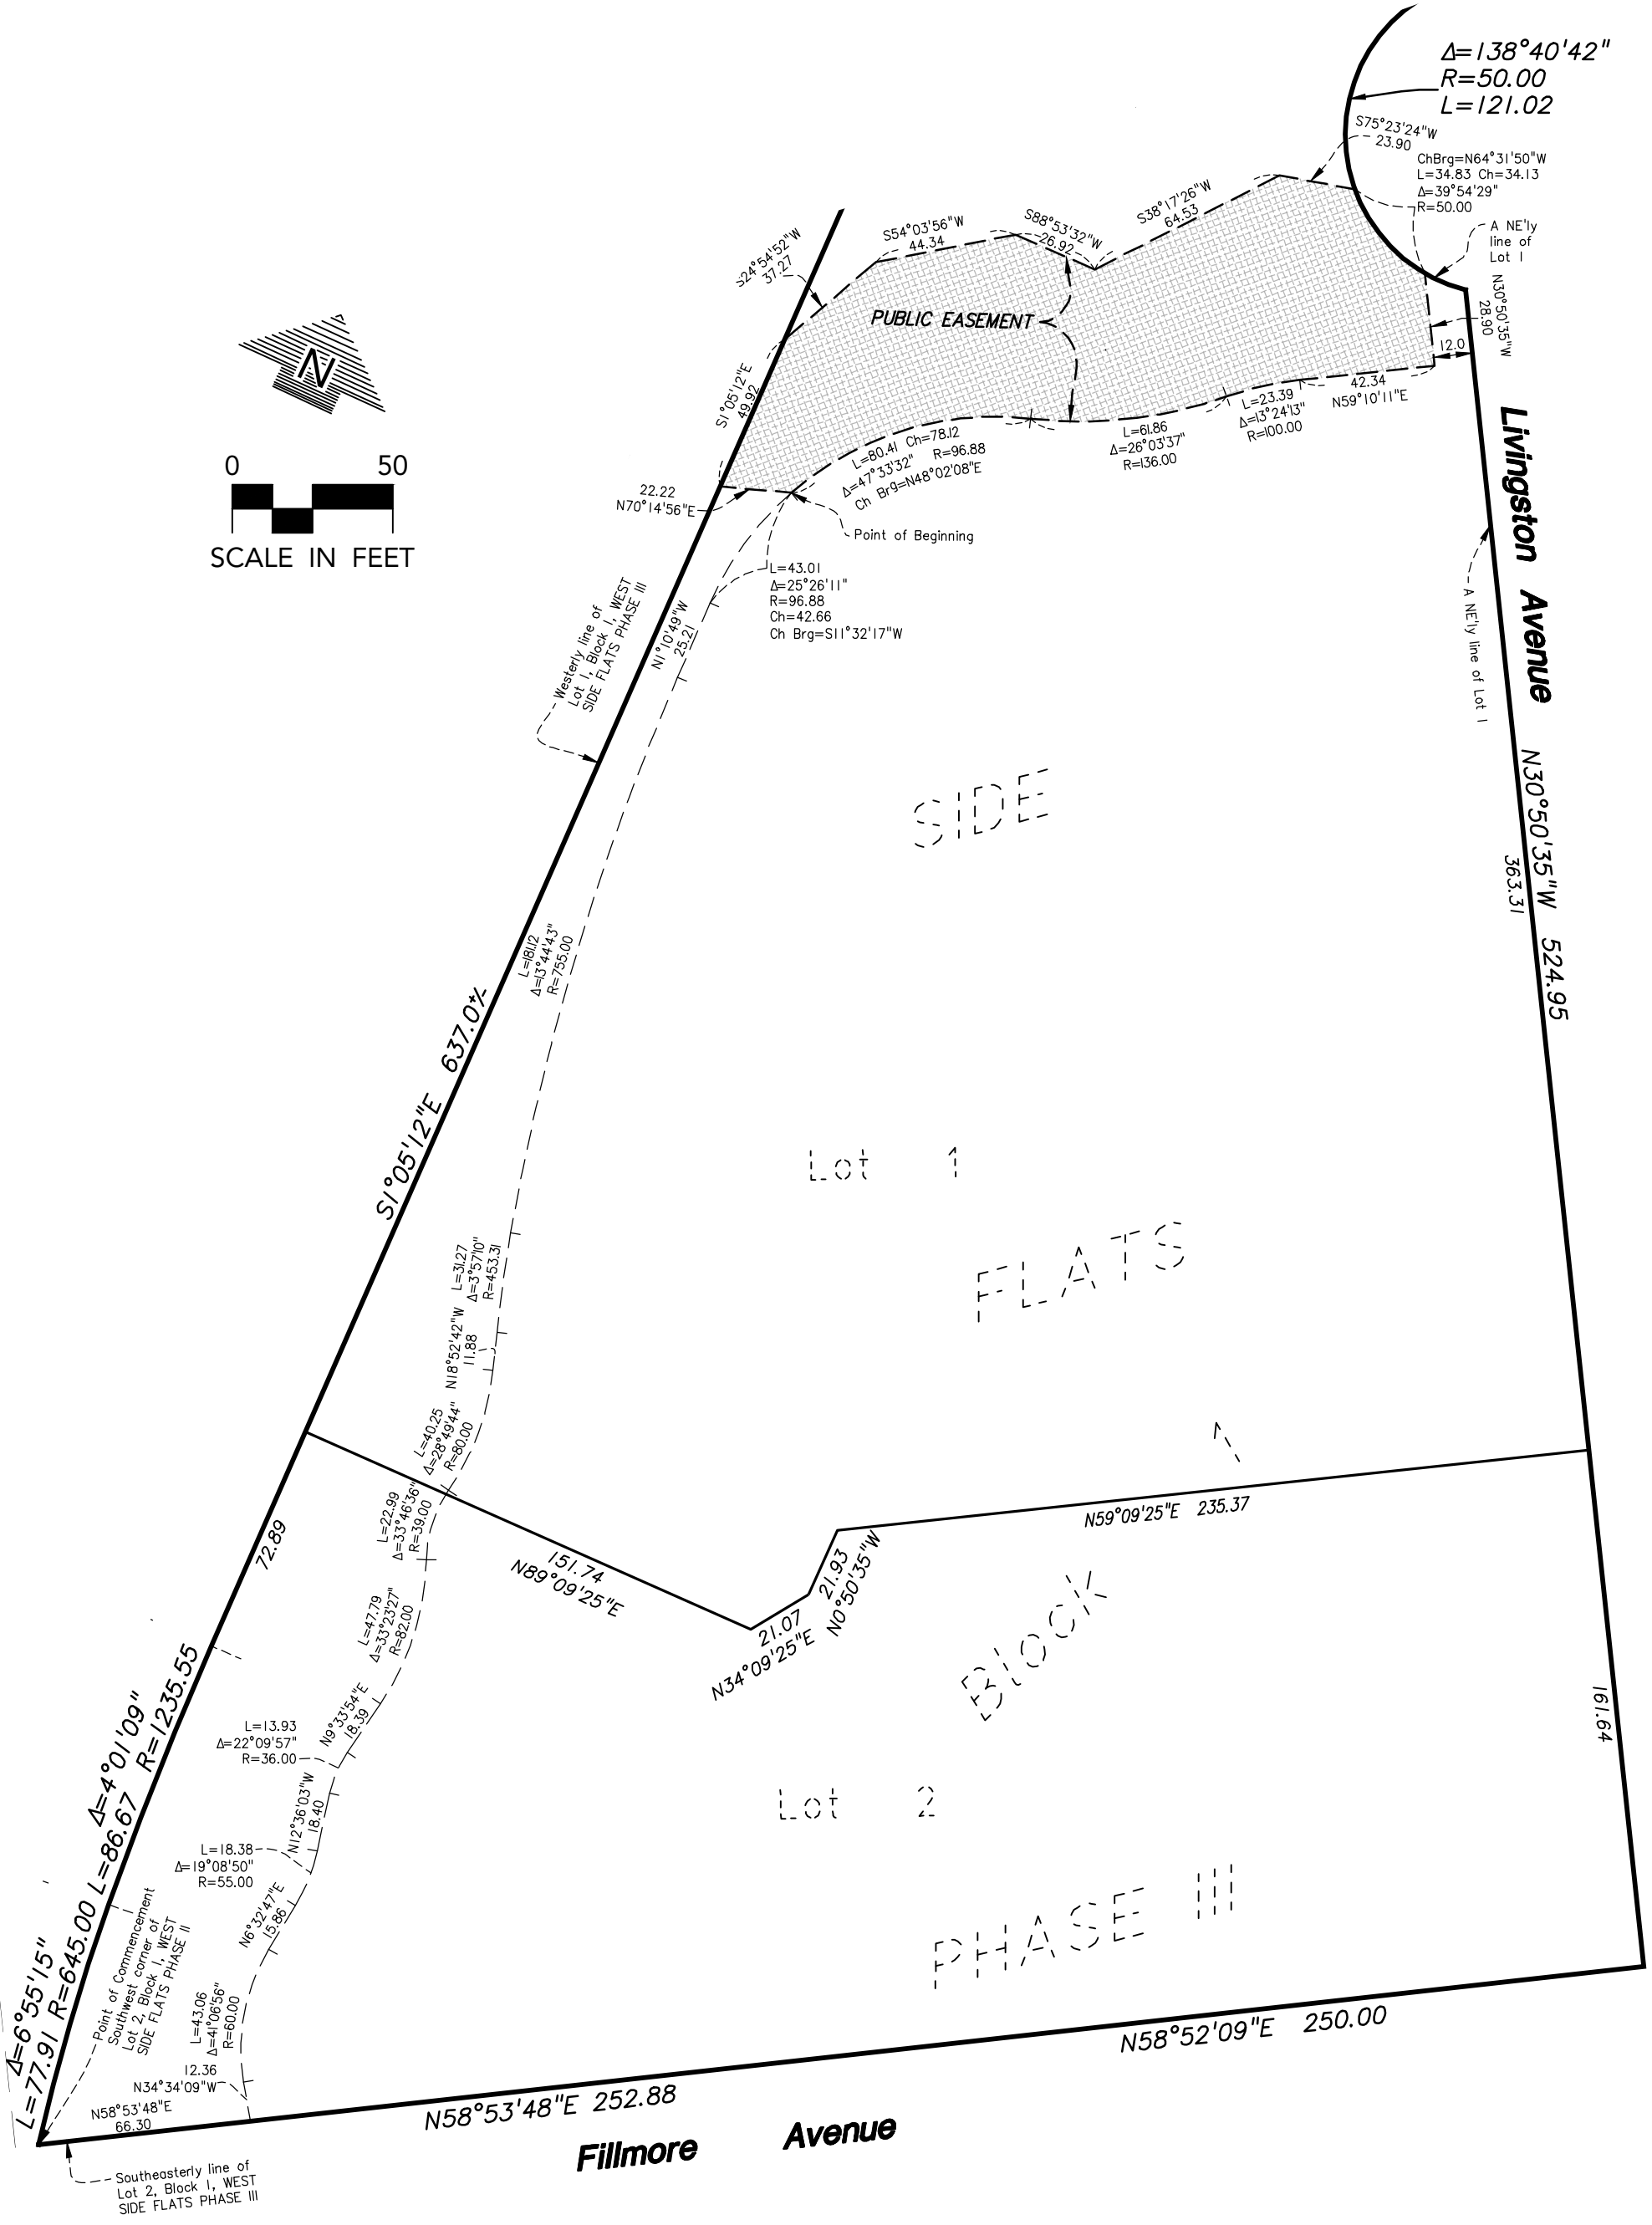 Δ=138°40'42"
R=50.00
L=121.02
S75°23'24"W
23.90
ChBrg=N64°31'50"W
L=34.83 Ch=34.13
Δ=39°54'29"
R=50.00
A NE'ly
line of
Lot 1
N30°50'35"W
28.90
12.0
S38°17'26"W
64.53
S88°53'32"W
26.92
S54°03'56"W
44.34
S24°54'52"W
37.27
PUBLIC EASEMENT
S1°05'12"E
49.92
N
0 50
SCALE IN FEET
22.22
N70°14'56"E
L=80.41 Ch=78.12
Δ=47°33'32" R=96.88
Ch Brg=N48°02'08"E
L=61.86
Δ=26°03'37"
R=136.00
L=23.39
Δ=13°24'13"
R=100.00
42.34
N59°10'11"E
Point of Beginning
L=43.01
Δ=25°26'11"
R=96.88
Ch=42.66
Ch Brg=S11°32'17"W
Westerly line of
Lot 1, Block 1, WEST
SIDE FLATS PHASE III
N1°10'49"W
25.21
Livingston Avenue
A NE'ly line of Lot 1
N30°50'35"W 524.95
363.31
SIDE
L=181.12
Δ=13°44'43"
R=755.00
S1°05'12"E 637.0+/-
Lot 1
FLATS
L=31.27
Δ=3°57'10"
R=453.31
N18°52'42"W
11.88
L=40.25
Δ=28°49'44"
R=80.00
1
N59°09'25"E 235.37
L=22.99
Δ=33°46'36"
R=39.00
72.89
151.74
N89°09'25"E
21.93
N0°50'35"W
21.07
N34°09'25"E
Block
L=47.79
Δ=33°23'27"
R=82.00
N9°33'54"E
18.39
L=13.93
Δ=22°09'57"
R=36.00
161.64
Δ=4°01'09"
L=86.67 R=1235.55
N12°36'03"W
18.40
Lot 2
L=18.38
Δ=19°08'50"
R=55.00
PHASE III
N6°32'47"E
15.86
Point of Commencement
Southwest corner of
Lot 2, Block 1, WEST
SIDE FLATS PHASE II
Δ=6°55'15"
L=77.91 R=645.00
L=43.06
Δ=41°06'56"
R=60.00
12.36
N34°34'09"W
N58°53'48"E
66.30
N58°53'48"E 252.88
N58°52'09"E 250.00
Fillmore Avenue
Southeasterly line of
Lot 2, Block 1, WEST
SIDE FLATS PHASE III